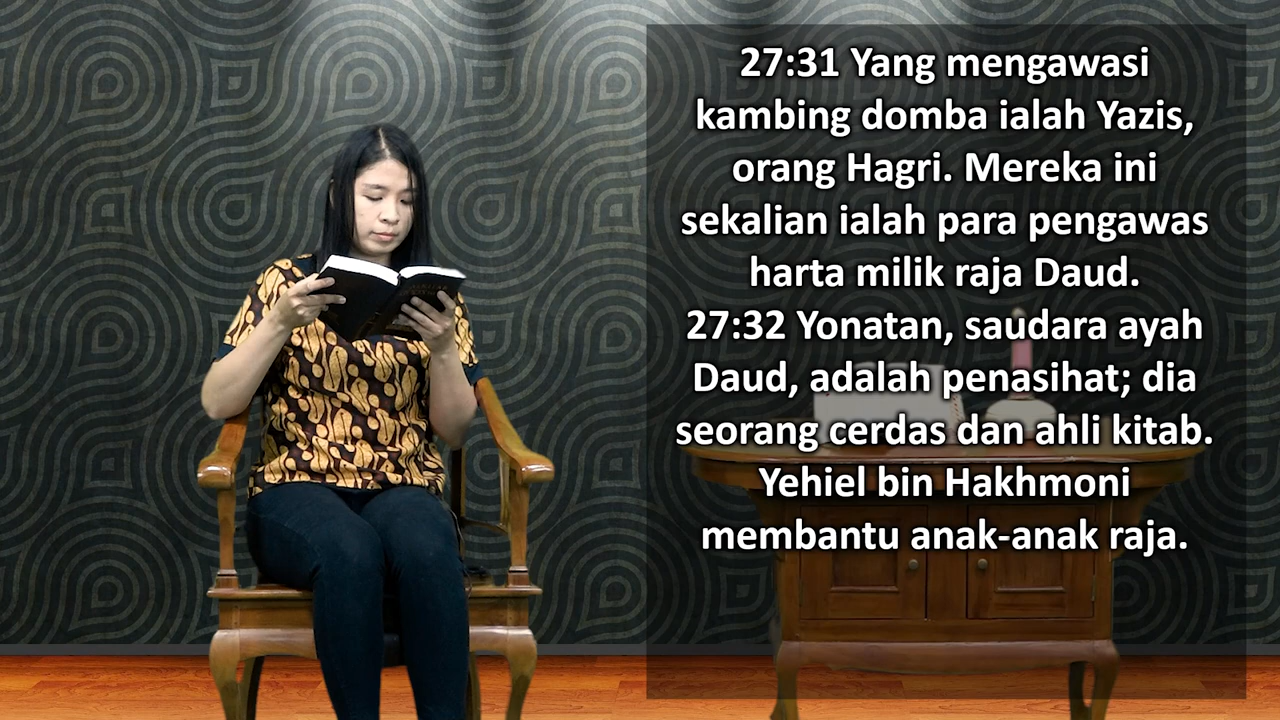 27:31 Yang mengawasi
kambing domba ialah Yazis,
orang Hagri. Mereka ini
sekalian ialah para pengawas
harta milik raja Daud.
27:32 Yonatan, saudara ayah
Daud, adalah penasihat; dia
seorang cerdas dan ahli kitab.
Yehiel bin Hakhmoni
membantu anak-anak raja.